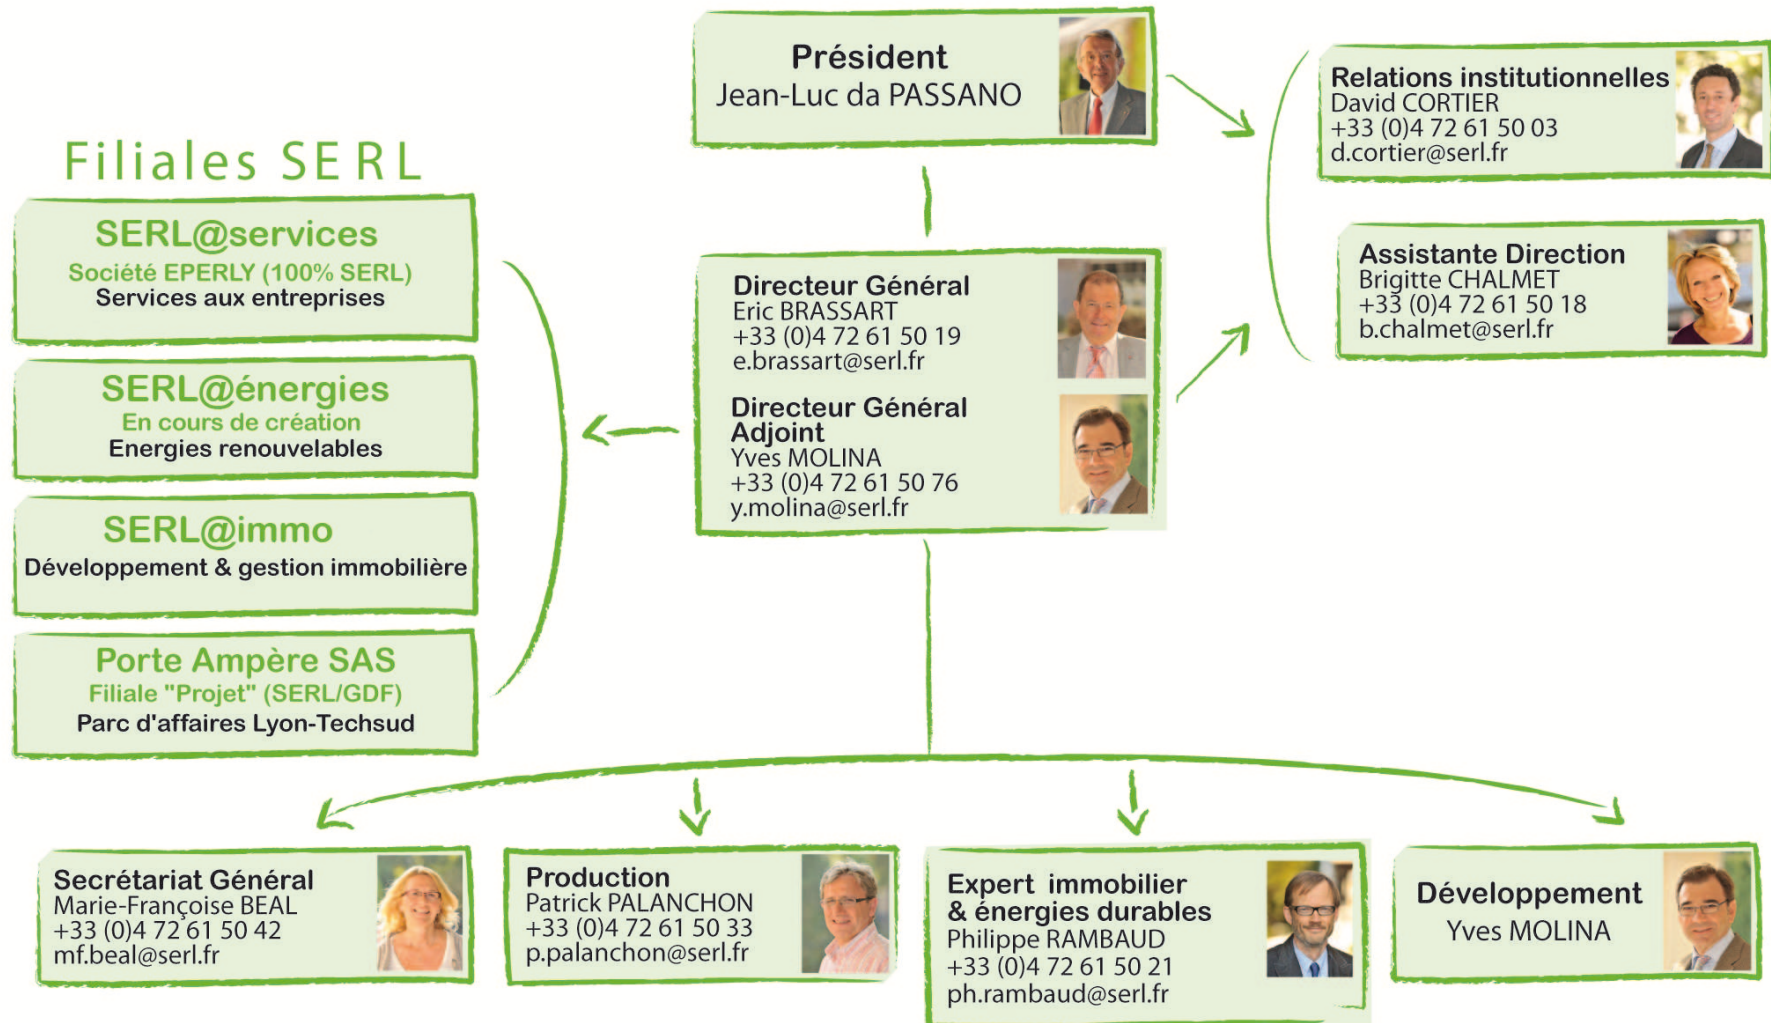 Président
Jean-Luc da PASSANO
Relations institutionnelles
David CORTIER
+33 (0)4 72 61 50 03
d.cortier@serl.fr
Assistante Direction
Brigitte CHALMET
+33 (0)4 72 61 50 18
b.chalmet@serl.fr
Filiales SERL
SERL@services
Société EPERLY (100% SERL)
Services aux entreprises
SERL@énergies
En cours de création
Energies renouvelables
SERL@immo
Développement & gestion immobilière
Porte Ampère SAS
Filiale "Projet" (SERL/GDF)
Parc d'affaires Lyon-Techsud
Directeur Général
Eric BRASSART
+33 (0)4 72 61 50 19
e.brassart@serl.fr
Directeur Général
Adjoint
Yves MOLINA
+33 (0)4 72 61 50 76
y.molina@serl.fr
Secrétariat Général
Marie-Françoise BEAL
+33 (0)4 72 61 50 42
mf.beal@serl.fr
Production
Patrick PALANCHON
+33 (0)4 72 61 50 33
p.palanchon@serl.fr
Expert immobilier
& énergies durables
Philippe RAMBAUD
+33 (0)4 72 61 50 21
ph.rambaud@serl.fr
Développement
Yves MOLINA